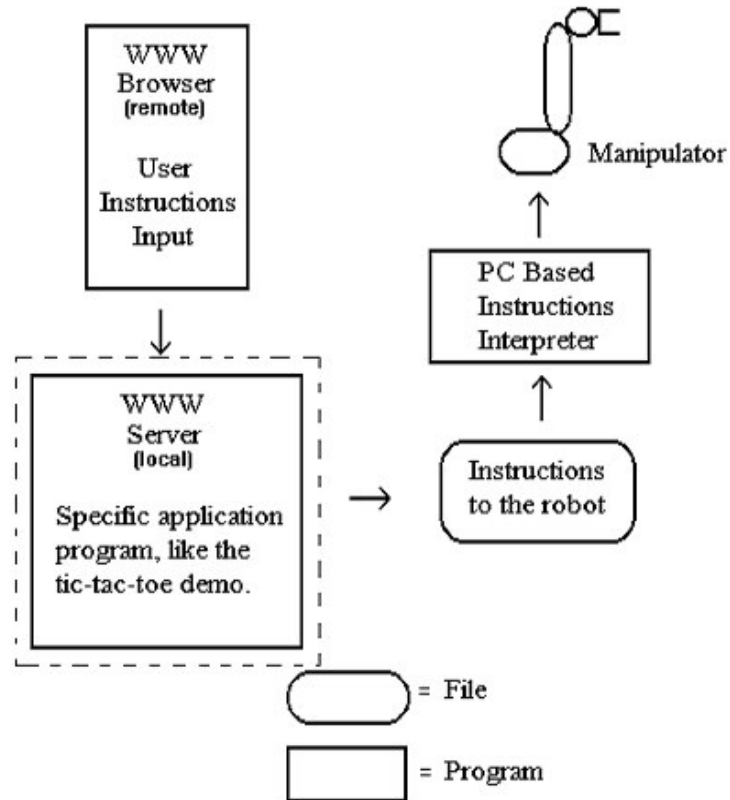 WWW
Browser
(remote)
User
Instructions
Input
WWW
Server
(local)
Specific application
program, like the
tic-tac-toe demo.
Instructions
to the robot
PC Based
Instructions
Interpreter
Manipulator
= File
= Program